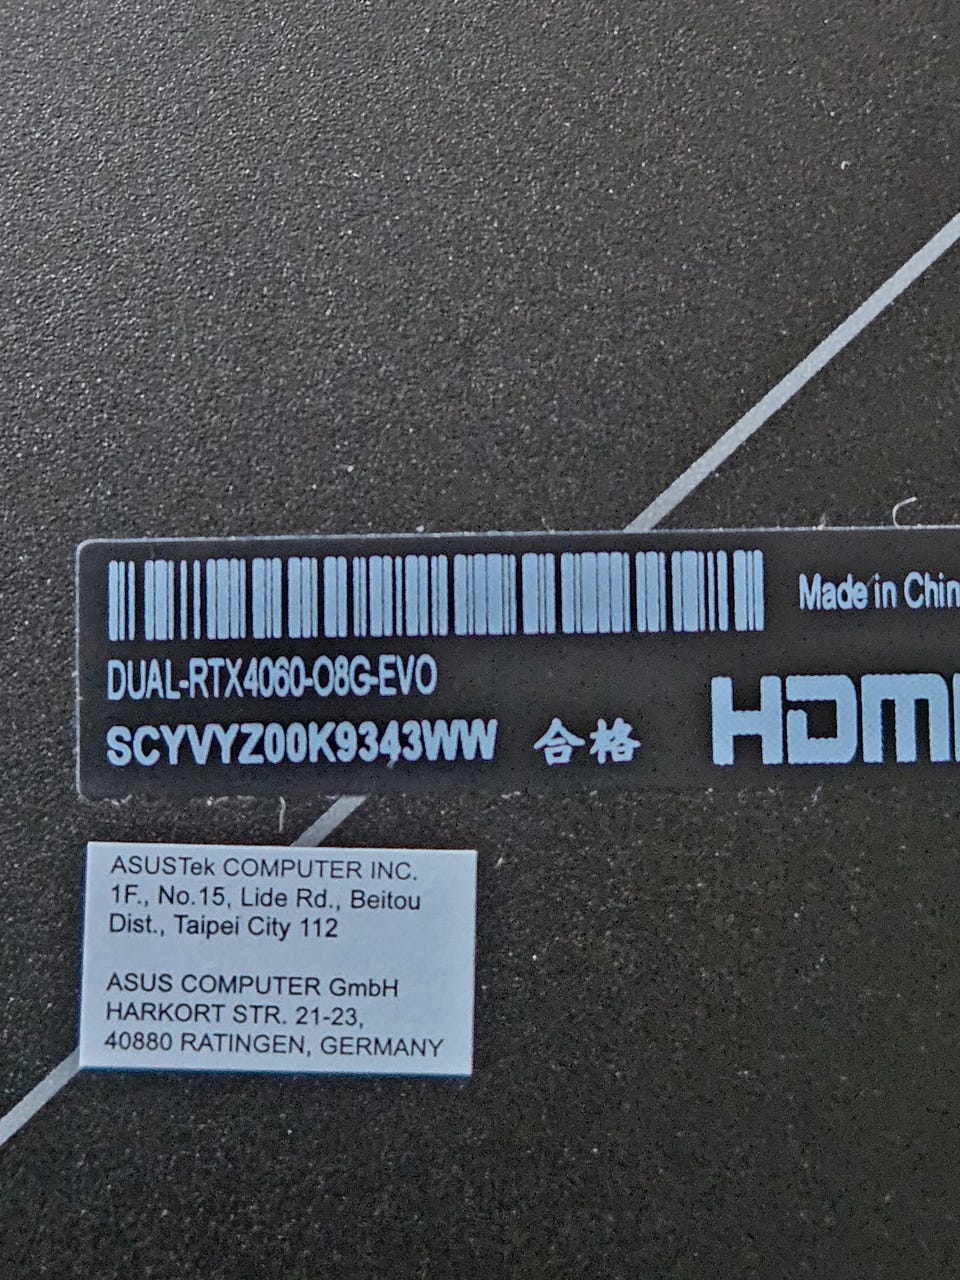 Made in Chin
DUAL-RTX4060-O8G-EVO
SCYVYZ00K9343WW 合格
HDMI
ASUSTek COMPUTER INC.
1F., No.15, Lide Rd., Beitou
Dist., Taipei City 112
ASUS COMPUTER GmbH
HARKORT STR. 21-23,
40880 RATINGEN, GERMANY